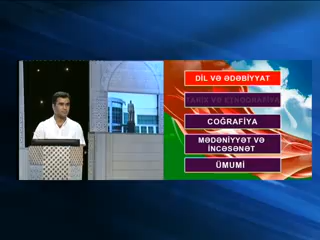 DİL VƏ ƏDƏBİYYAT
TARİX VƏ ETNOQRAFİYA
COĞRAFİYA
MƏDƏNİYYƏT VƏ
İNCƏSƏNƏT
ÜMUMİ